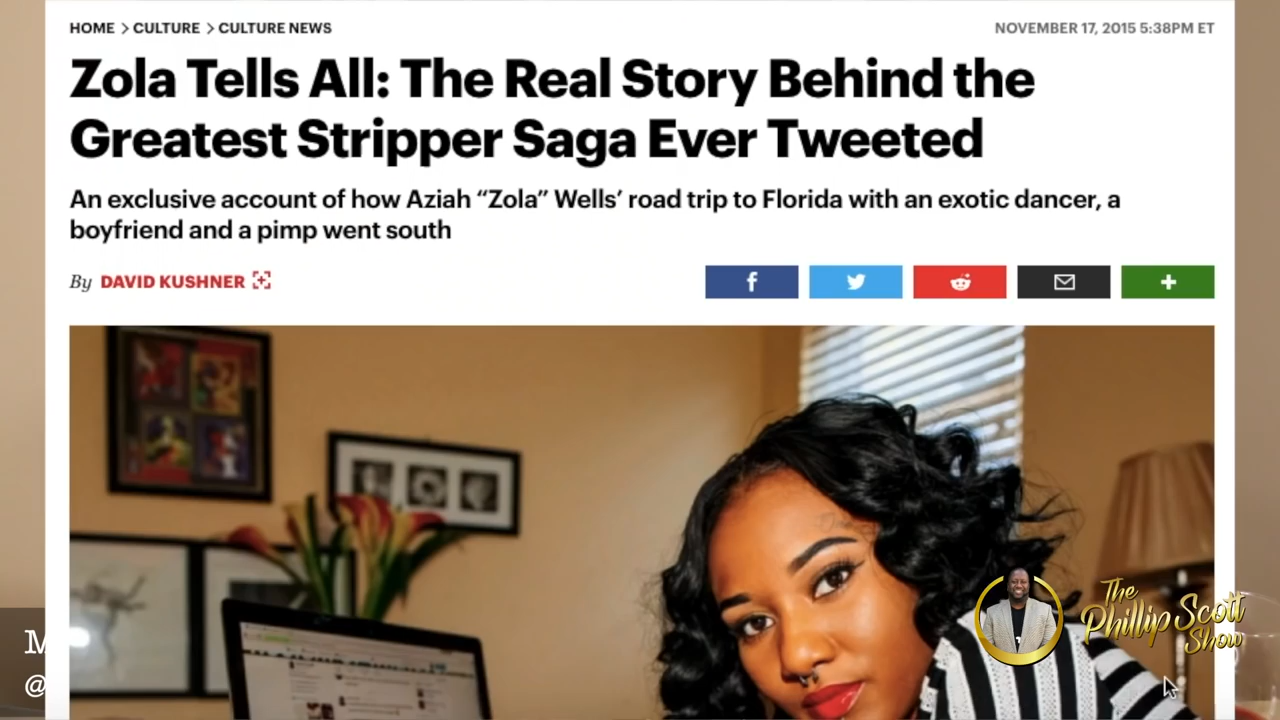 HOME > CULTURE > CULTURE NEWS
NOVEMBER 17, 2015 5:38PM ET
Zola Tells All: The Real Story Behind the
Greatest Stripper Saga Ever Tweeted
An exclusive account of how Aziah “Zola” Wells’ road trip to Florida with an exotic dancer, a
boyfriend and a pimp went south
By DAVID KUSHNER
The
Phillip Scott
Show
M
@